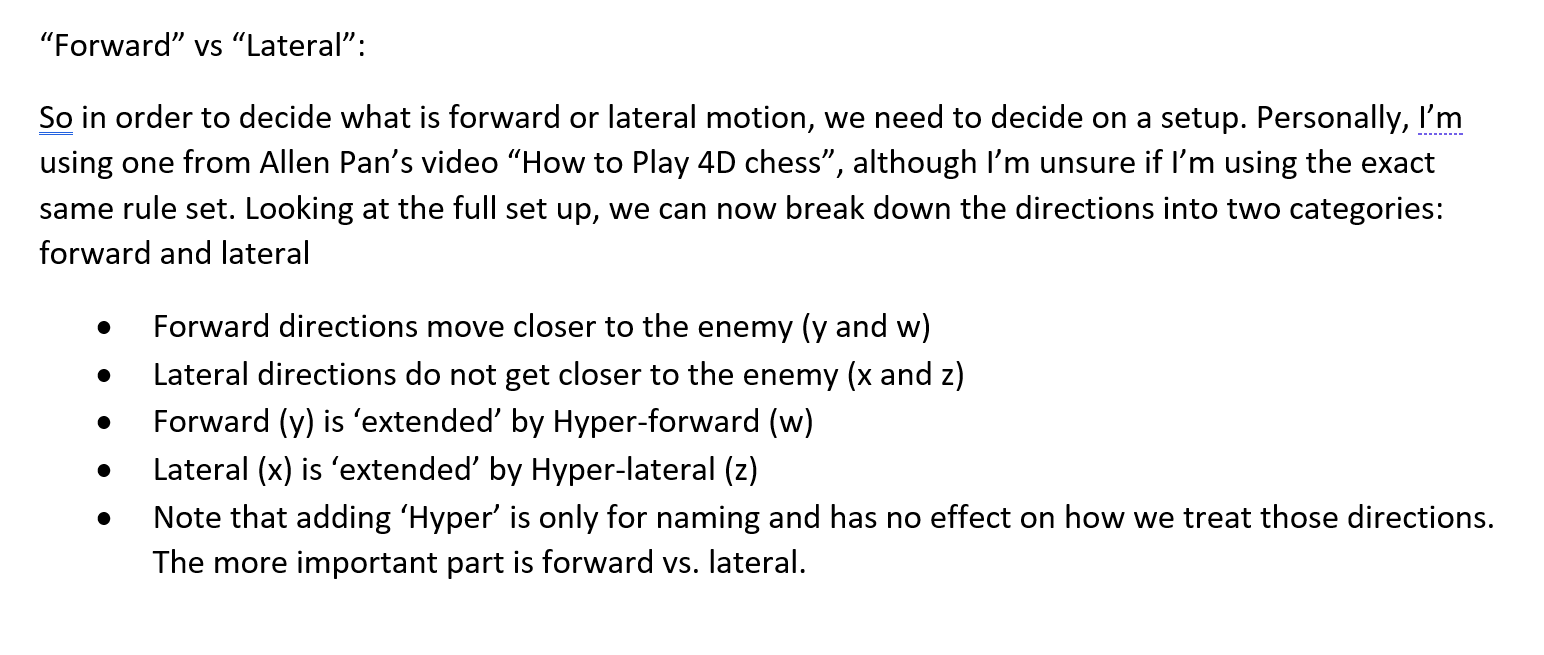 “Forward” vs “Lateral”:
So in order to decide what is forward or lateral motion, we need to decide on a setup. Personally, I’m
using one from Allen Pan’s video “How to Play 4D chess”, although I’m unsure if I’m using the exact
same rule set. Looking at the full set up, we can now break down the directions into two categories:
forward and lateral
• Forward directions move closer to the enemy (y and w)
• Lateral directions do not get closer to the enemy (x and z)
• Forward (y) is ‘extended’ by Hyper-forward (w)
• Lateral (x) is ‘extended’ by Hyper-lateral (z)
• Note that adding ‘Hyper’ is only for naming and has no effect on how we treat those directions.
The more important part is forward vs. lateral.